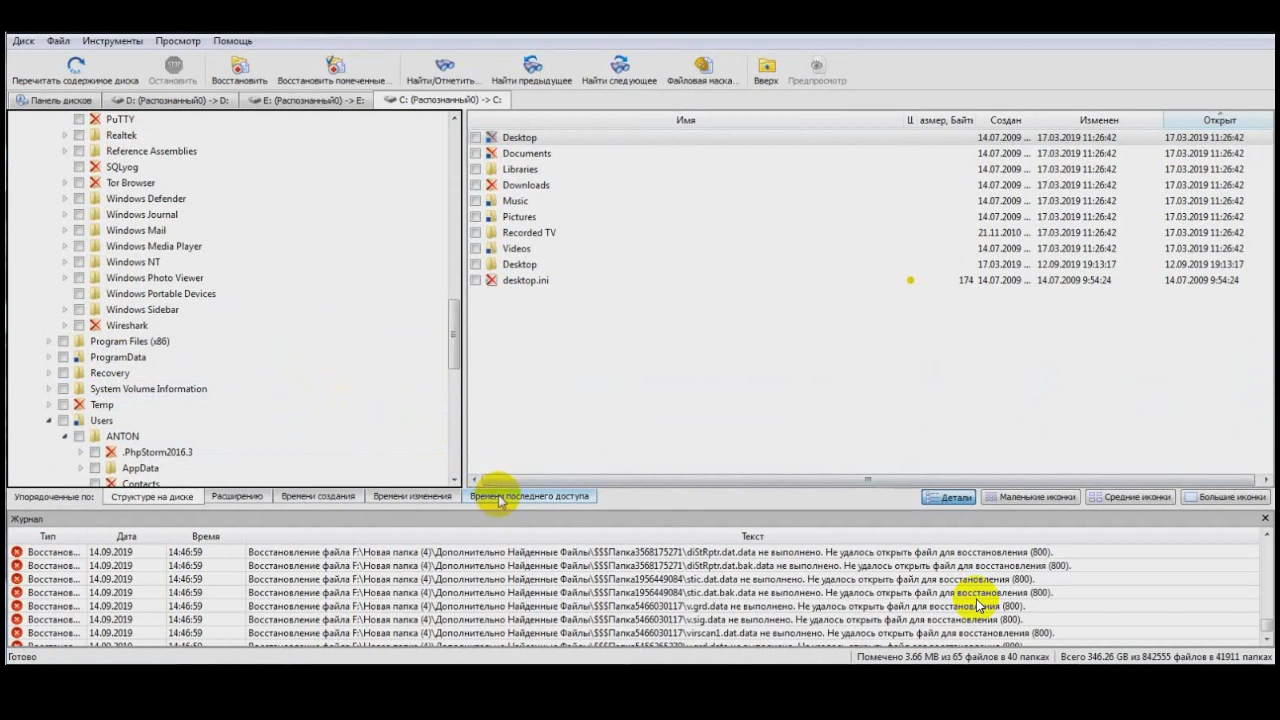 Диск Файл Инструменты Просмотр Помощь
Перечитать содержимое диска Остановить Восстановить Восстановить помеченные... Найти/Отметить... Найти предыдущее Найти следующее Файловая маска... Вверх Предпросмотр
Панель дисков D: (Распознанный0) -> D: E: (Распознанный0) -> E: C: (Распознанный0) -> C:
PuTTY
Realtek
Reference Assemblies
SQLyog
Tor Browser
Windows Defender
Windows Journal
Windows Mail
Windows Media Player
Windows NT
Windows Photo Viewer
Windows Portable Devices
Windows Sidebar
Wireshark
Program Files (x86)
ProgramData
Recovery
System Volume Information
Temp
Users
ANTON
.PhpStorm2016.3
AppData
Contacts
Имя Ц азмер, Байты Создан Изменен Открыт
Desktop 14.07.2009 ... 17.03.2019 11:26:42 17.03.2019 11:26:42
Documents 14.07.2009 ... 17.03.2019 11:26:42 17.03.2019 11:26:42
Libraries 14.07.2009 ... 17.03.2019 11:26:42 17.03.2019 11:26:42
Downloads 14.07.2009 ... 17.03.2019 11:26:42 17.03.2019 11:26:42
Music 14.07.2009 ... 17.03.2019 11:26:42 17.03.2019 11:26:42
Pictures 14.07.2009 ... 17.03.2019 11:26:42 17.03.2019 11:26:42
Recorded TV 21.11.2010 ... 17.03.2019 11:26:42 17.03.2019 11:26:42
Videos 14.07.2009 ... 17.03.2019 11:26:42 17.03.2019 11:26:42
Desktop 17.03.2019 ... 12.09.2019 19:13:17 12.09.2019 19:13:17
desktop.ini 174 14.07.2009 ... 14.07.2009 9:54:24 14.07.2009 9:54:24
Упорядоченные по: Структуре на диске Расширению Времени создания Времени изменения Времени последнего доступа Детали Маленькие иконки Средние иконки Большие иконки
Журнал
Тип Дата Время Текст
Восстанов... 14.09.2019 14:46:59 Восстановление файла F:\Новая папка (4)\Дополнительно Найденные Файлы\$$$Папка3568175271\diStRptr.dat.data не выполнено. Не удалось открыть файл для восстановления (800).
Восстанов... 14.09.2019 14:46:59 Восстановление файла F:\Новая папка (4)\Дополнительно Найденные Файлы\$$$Папка3568175271\diStRptr.dat.bak.data не выполнено. Не удалось открыть файл для восстановления (800).
Восстанов... 14.09.2019 14:46:59 Восстановление файла F:\Новая папка (4)\Дополнительно Найденные Файлы\$$$Папка1956449084\stic.dat.data не выполнено. Не удалось открыть файл для восстановления (800).
Восстанов... 14.09.2019 14:46:59 Восстановление файла F:\Новая папка (4)\Дополнительно Найденные Файлы\$$$Папка1956449084\stic.dat.bak.data не выполнено. Не удалось открыть файл для восстановления (800).
Восстанов... 14.09.2019 14:46:59 Восстановление файла F:\Новая папка (4)\Дополнительно Найденные Файлы\$$$Папка5466030117\v.grd.data не выполнено. Не удалось открыть файл для восстановления (800).
Восстанов... 14.09.2019 14:46:59 Восстановление файла F:\Новая папка (4)\Дополнительно Найденные Файлы\$$$Папка5466030117\v.sig.data не выполнено. Не удалось открыть файл для восстановления (800).
Восстанов... 14.09.2019 14:46:59 Восстановление файла F:\Новая папка (4)\Дополнительно Найденные Файлы\$$$Папка5466030117\virscan1.dat.data не выполнено. Не удалось открыть файл для восстановления (800).
Готово Помечено 3.66 MB из 65 файлов в 40 папках Всего 346.26 GB из 842555 файлов в 41911 папках